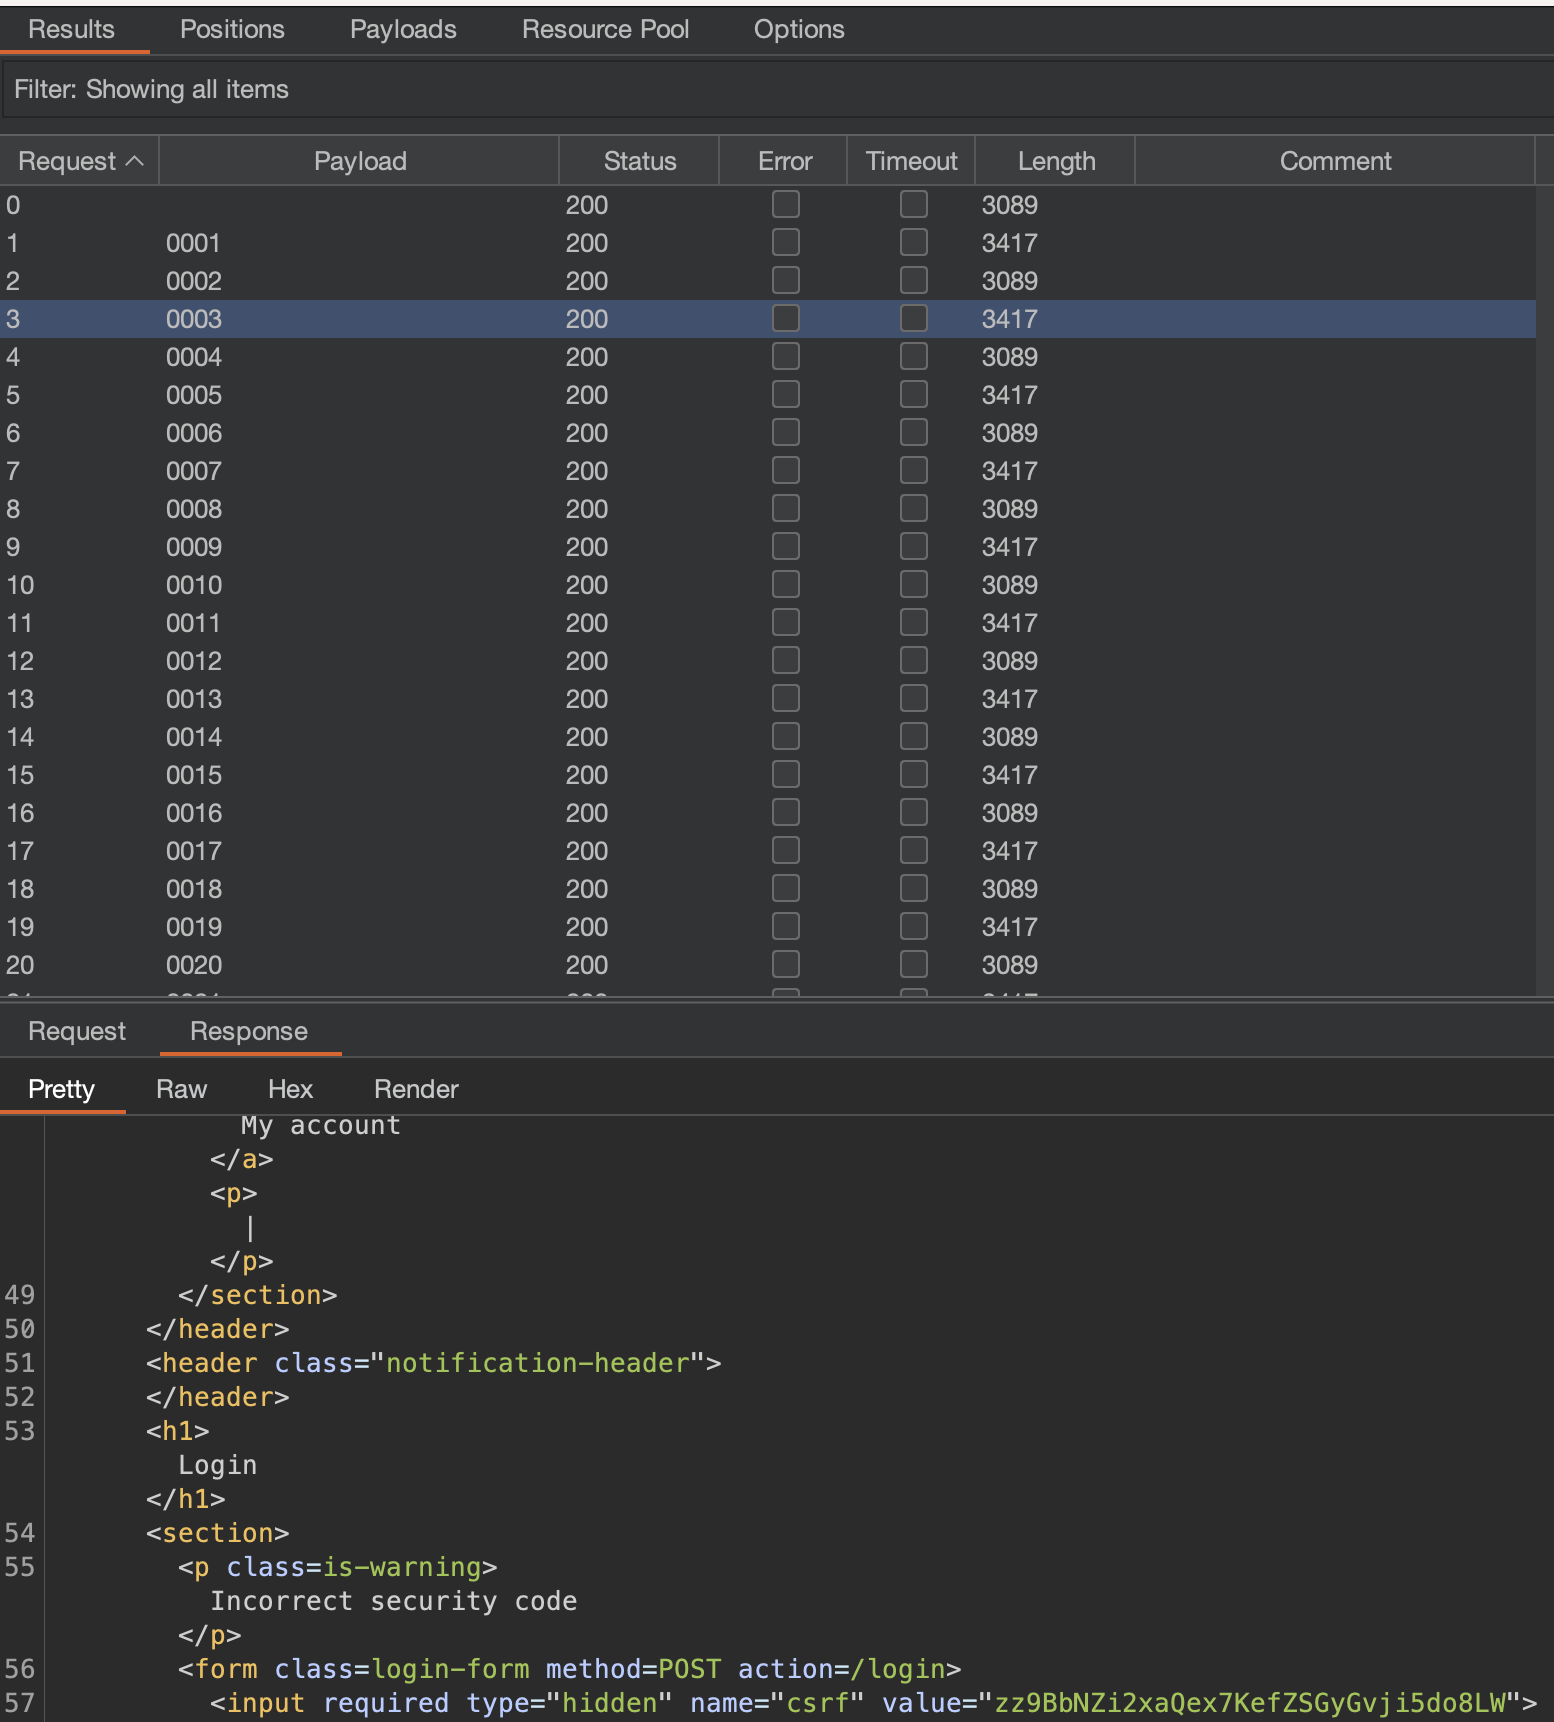 Results Positions Payloads Resource Pool Options
Filter: Showing all items
Request Payload Status Error Timeout Length Comment
0 200 3089
1 0001 200 3417
2 0002 200 3089
3 0003 200 3417
4 0004 200 3089
5 0005 200 3417
6 0006 200 3089
7 0007 200 3417
8 0008 200 3089
9 0009 200 3417
10 0010 200 3089
11 0011 200 3417
12 0012 200 3089
13 0013 200 3417
14 0014 200 3089
15 0015 200 3417
16 0016 200 3089
17 0017 200 3417
18 0018 200 3089
19 0019 200 3417
20 0020 200 3089
Request Response
Pretty Raw Hex Render
My account
</a>
<p>
|
</p>
49 </section>
50 </header>
51 <header class="notification-header">
52 </header>
53 <h1>
Login
</h1>
54 <section>
55 <p class=is-warning>
Incorrect security code
</p>
56 <form class=login-form method=POST action=/login>
57 <input required type="hidden" name="csrf" value="zz9BbNZi2xaQex7KefZSGyGvji5do8LW">